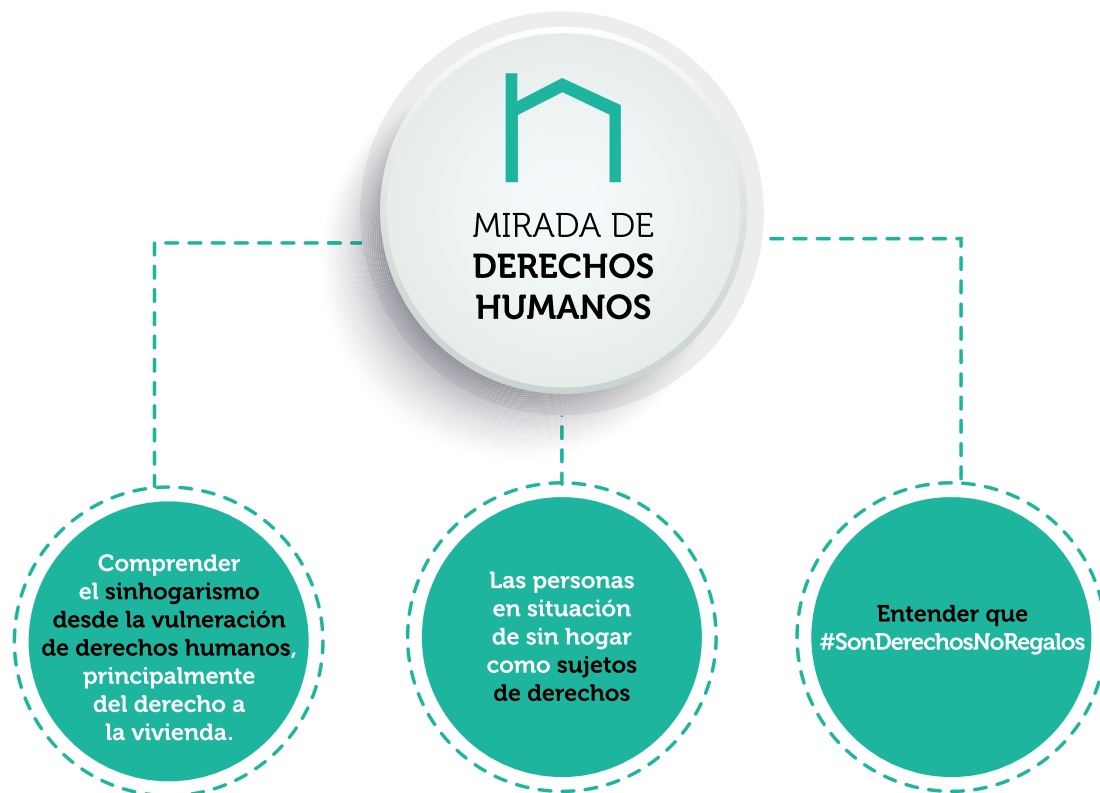 MIRADA DE
DERECHOS
HUMANOS
Comprender
el sinhogarismo
desde la vulneración
de derechos humanos,
principalmente
del derecho a
la vivienda.
Las personas
en situación
de sin hogar
como sujetos
de derechos
Entender que
#SonDerechosNoRegalos